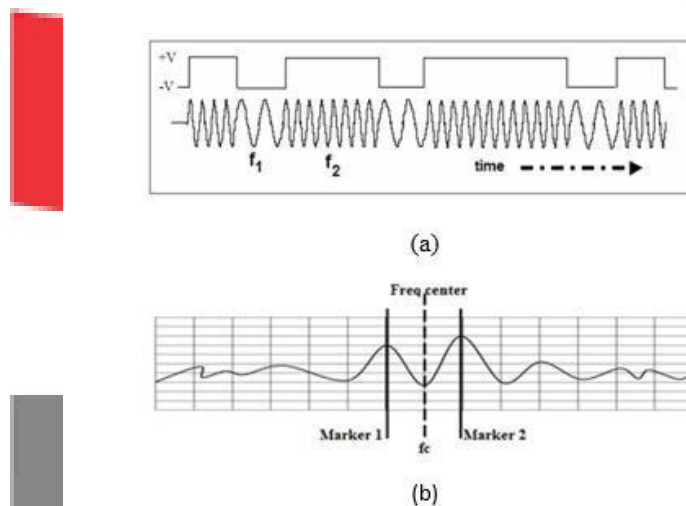 +V
-V
f1 f2 time
(a)
Freq center
Marker 1 Marker 2
fc
(b)